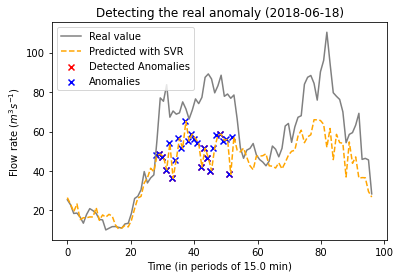 Detecting the real anomaly (2018-06-18)
Real value
Predicted with SVR
Detected Anomalies
Anomalies
Flow rate (m³s⁻¹)
100
80
60
40
20
0 20 40 60 80 100
Time (in periods of 15.0 min)